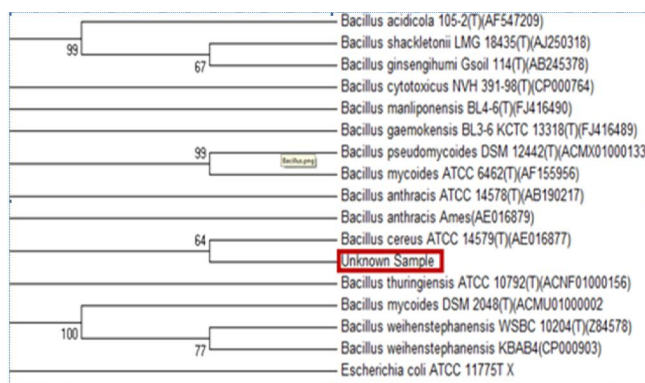 Bacillus acidicola 105-2(T)(AF547209)
99
Bacillus shackletonii LMG 18435(T)(AJ250318)
67
Bacillus ginsengihumi Gsoil 114(T)(AB245378)
Bacillus cytotoxicus NVH 391-98(T)(CP000764)
Bacillus manliponensis BL4-6(T)(FJ416490)
Bacillus gaemokensis BL3-6 KCTC 13318(T)(FJ416489)
99
Bacillus.png
Bacillus pseudomycoides DSM 12442(T)(ACMX01000133
Bacillus mycoides ATCC 6462(T)(AF155956)
Bacillus anthracis ATCC 14578(T)(AB190217)
Bacillus anthracis Ames(AE016879)
64
Bacillus cereus ATCC 14579(T)(AE016877)
Unknown Sample
Bacillus thuringiensis ATCC 10792(T)(ACNF01000156)
Bacillus mycoides DSM 2048(T)(ACMU01000002
100
Bacillus weihenstephanensis WSBC 10204(T)(Z84578)
77
Bacillus weihenstephanensis KBAB4(CP000903)
Escherichia coli ATCC 11775T X